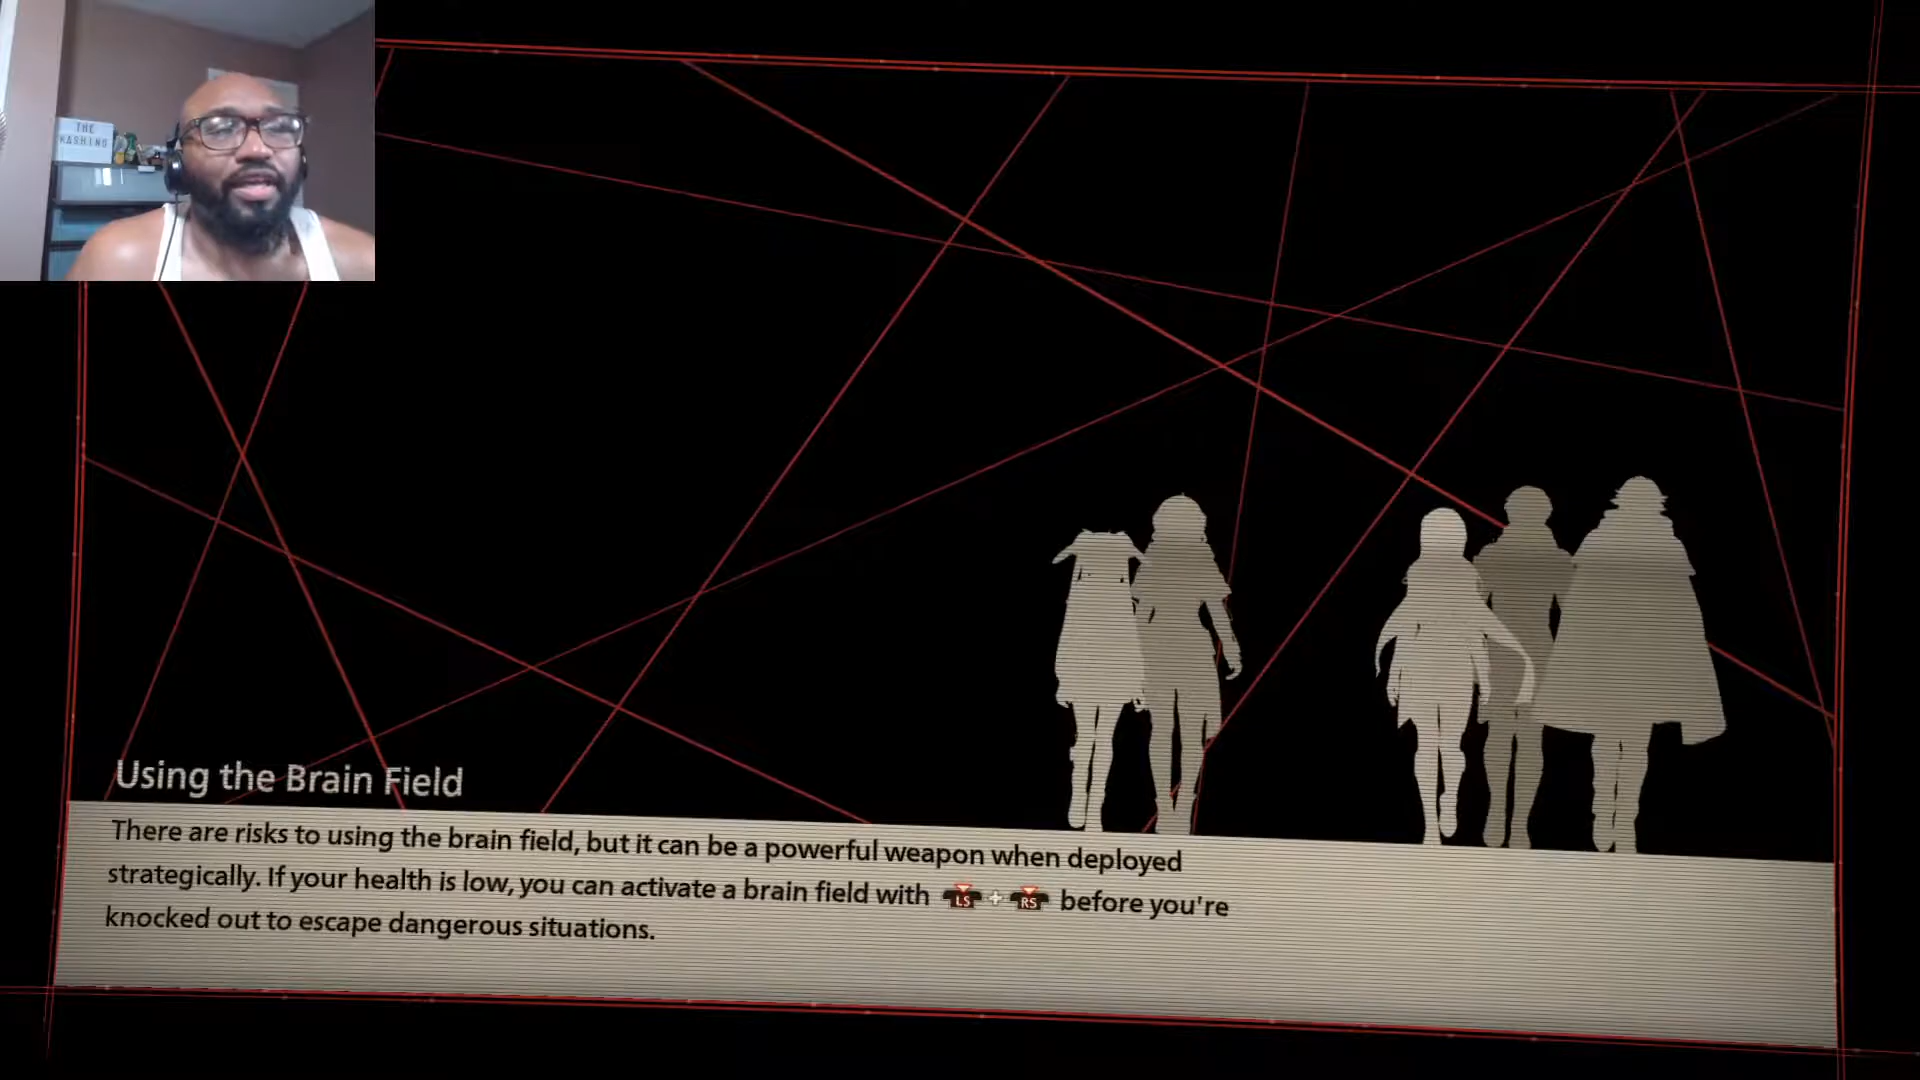 THE
KASHINO
Using the Brain Field
There are risks to using the brain field, but it can be a powerful weapon when deployed
strategically. If your health is low, you can activate a brain field with LS + RS before you're
knocked out to escape dangerous situations.